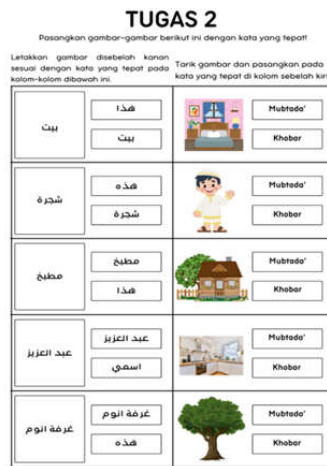 TUGAS 2
Pasangkan gambar-gambar berikut ini dengan kata yang tepat!
Letakkan gambar disebelah kanan sesuai dengan kata yang tepat pada kolom-kolom dibawah ini.
Tarik gambar dan pasangkan pada kata yang tepat di kolom sebelah kiri
بيت
هذا
بيت
Mubtada'
Khobar
شجرة
هذه
شجرة
Mubtada'
Khobar
مطبخ
مطبخ
هذا
Mubtada'
Khobar
عبد العزيز
عبد العزيز
اسمي
Mubtada'
Khobar
غرفة انوم
غرفة انوم
هذه
Mubtada'
Khobar